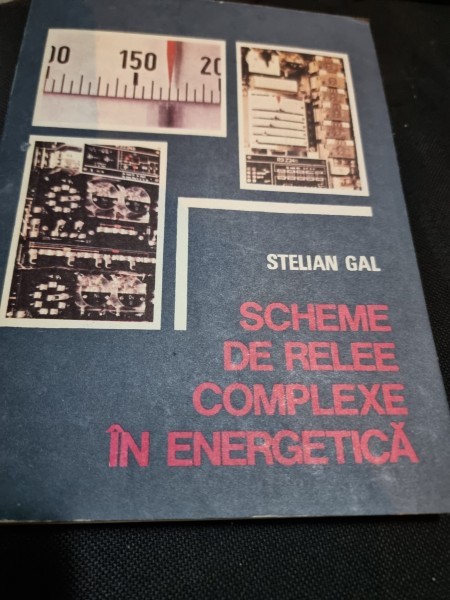 00 150 20
STELIAN GAL
SCHEME
DE RELEE
COMPLEXE
ÎN ENERGETICĂ